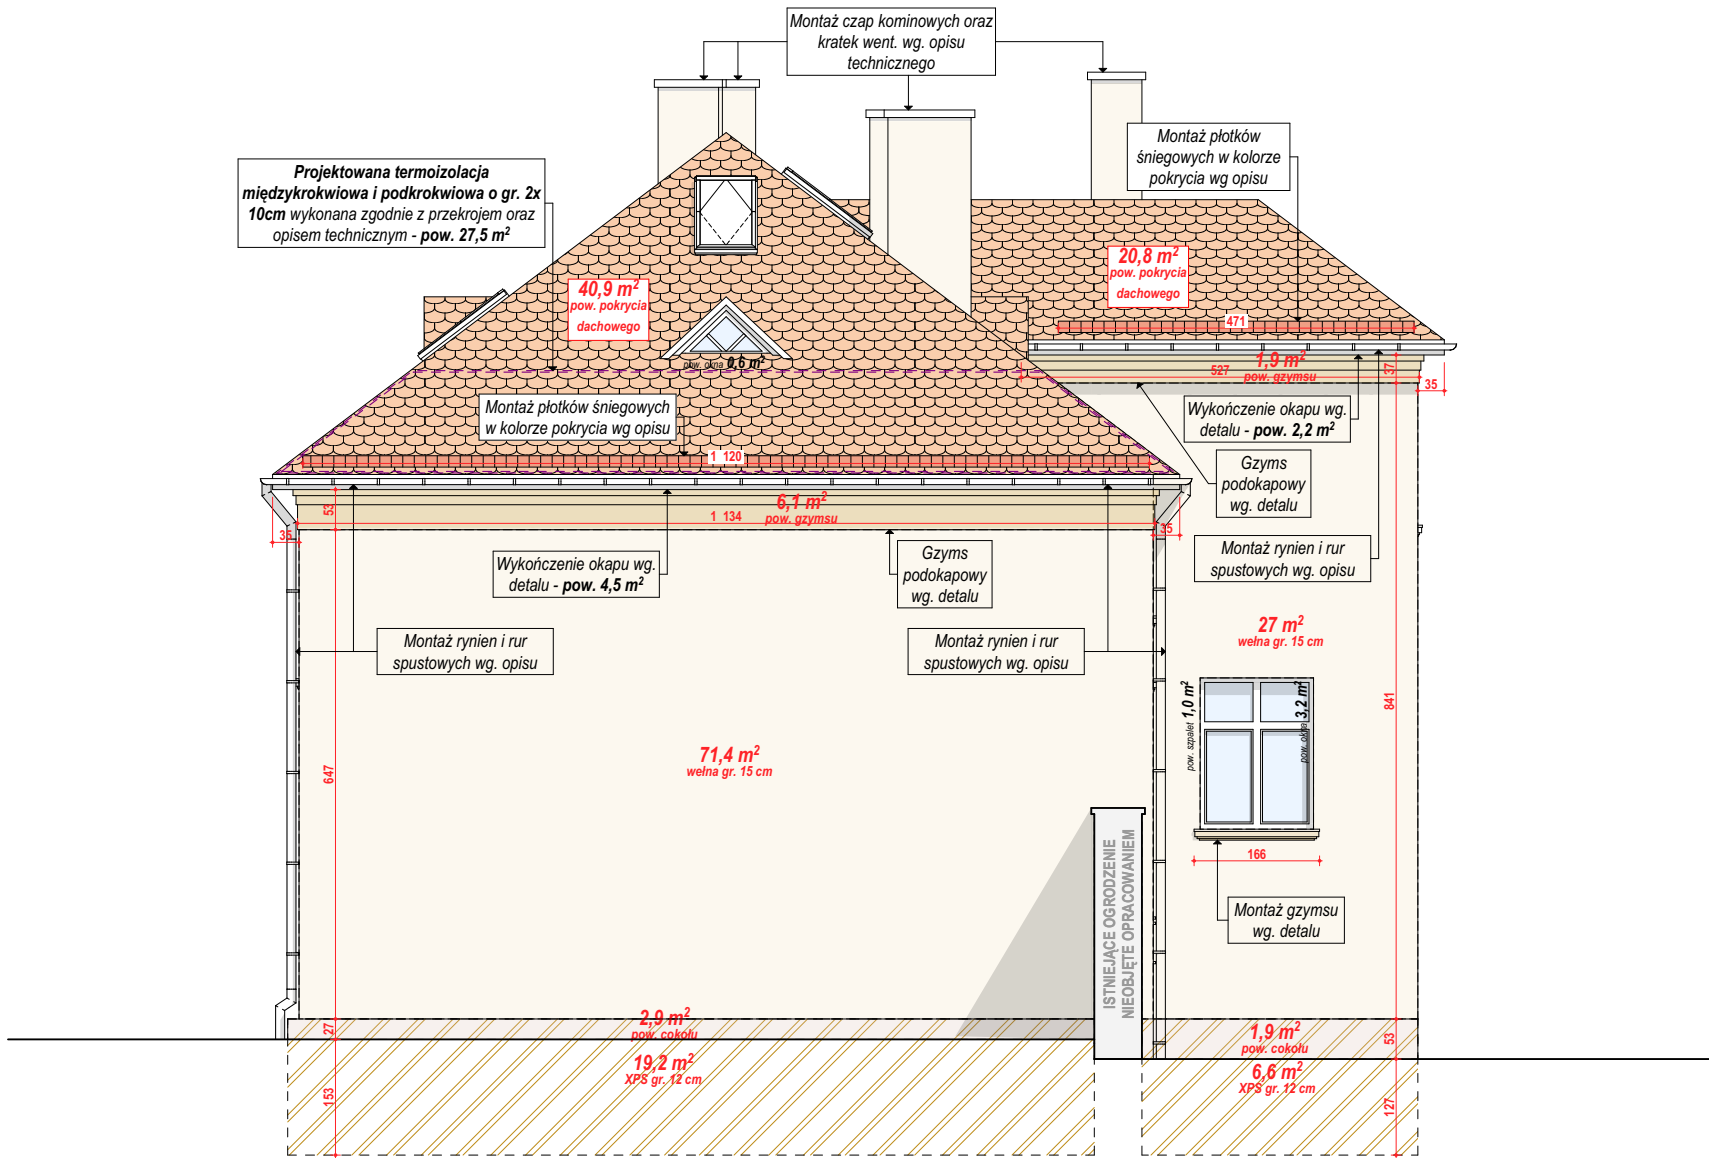 Montaż czap kominowych oraz
kratek went. wg. opisu
technicznego
Montaż płotków
śniegowych w kolorze
pokrycia wg opisu
Projektowana termoizolacja
międzykrokwiowa i podkrokwiowa o gr. 2x
10cm wykonana zgodnie z przekrojem oraz
opisem technicznym - pow. 27,5 m²
40,9 m²
pow. pokrycia
dachowego
20,8 m²
pow. pokrycia
dachowego
471
pow. okna 0,6 m²
1,9 m²
pow. gzymsu
527
37
35
Montaż płotków śniegowych
w kolorze pokrycia wg opisu
Wykończenie okapu wg.
detalu - pow. 2,2 m²
1 120
Gzyms
podokapowy
wg. detalu
53
6,1 m²
pow. gzymsu
1 134
35
35
Wykończenie okapu wg.
detalu - pow. 4,5 m²
Gzyms
podokapowy
wg. detalu
Montaż rynien i rur
spustowych wg. opisu
Montaż rynien i rur
spustowych wg. opisu
Montaż rynien i rur
spustowych wg. opisu
27 m²
wełna gr. 15 cm
pow. szpalet 1,0 m²
pow. okna 3,2 m²
841
647
71,4 m²
wełna gr. 15 cm
166
ISTNIEJĄCE OGRODZENIE
NIEOBJĘTE OPRACOWANIEM
Montaż gzymsu
wg. detalu
27
2,9 m²
pow. cokołu
1,9 m²
pow. cokołu
53
19,2 m²
XPS gr. 12 cm
6,6 m²
XPS gr. 12 cm
153
127